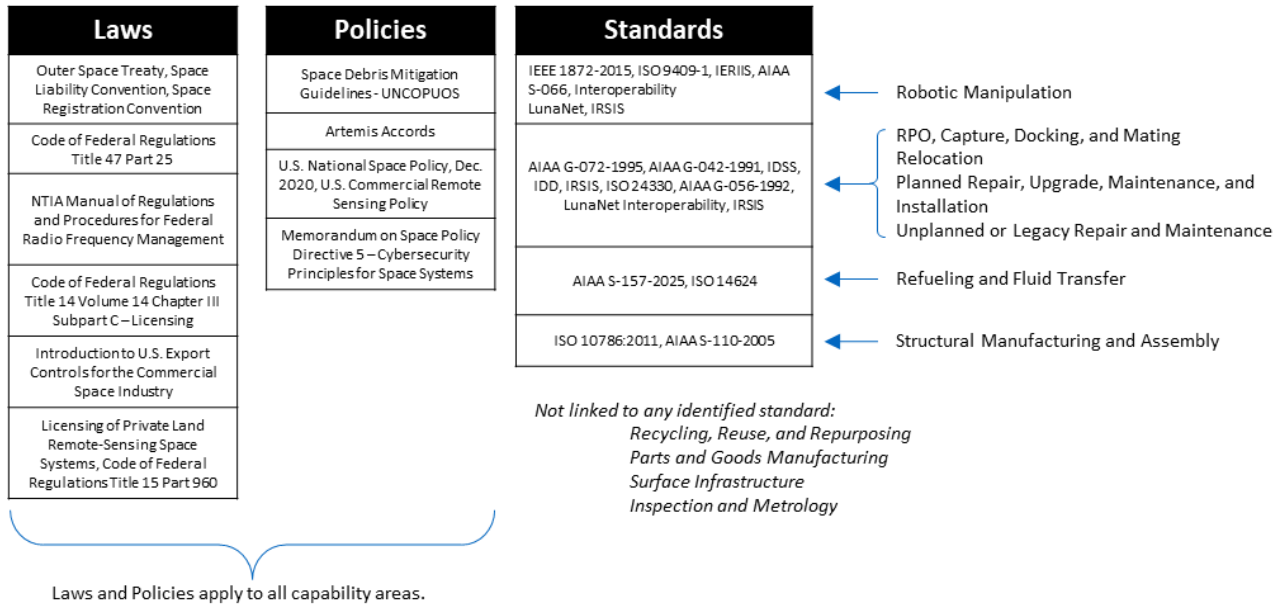 Laws
Outer Space Treaty, Space
Liability Convention, Space
Registration Convention
Code of Federal Regulations
Title 47 Part 25
NTIA Manual of Regulations
and Procedures for Federal
Radio Frequency Management
Code of Federal Regulations
Title 14 Volume 14 Chapter III
Subpart C – Licensing
Introduction to U.S. Export
Controls for the Commercial
Space Industry
Licensing of Private Land
Remote-Sensing Space
Systems, Code of Federal
Regulations Title 15 Part 960
Policies
Space Debris Mitigation
Guidelines - UNCOPUOS
Artemis Accords
U.S. National Space Policy, Dec.
2020, U.S. Commercial Remote
Sensing Policy
Memorandum on Space Policy
Directive 5 – Cybersecurity
Principles for Space Systems
Laws and Policies apply to all capability areas.
Standards
IEEE 1872-2015, ISO 9409-1, IERIIS, AIAA
S-066, Interoperability
LunaNet, IRSIS
Robotic Manipulation
AIAA G-072-1995, AIAA G-042-1991, IDSS,
IDD, IRSIS, ISO 24330, AIAA G-056-1992,
LunaNet Interoperability, IRSIS
RPO, Capture, Docking, and Mating
Relocation
Planned Repair, Upgrade, Maintenance, and
Installation
Unplanned or Legacy Repair and Maintenance
AIAA S-157-2025, ISO 14624
Refueling and Fluid Transfer
ISO 10786:2011, AIAA S-110-2005
Structural Manufacturing and Assembly
Not linked to any identified standard:
Recycling, Reuse, and Repurposing
Parts and Goods Manufacturing
Surface Infrastructure
Inspection and Metrology